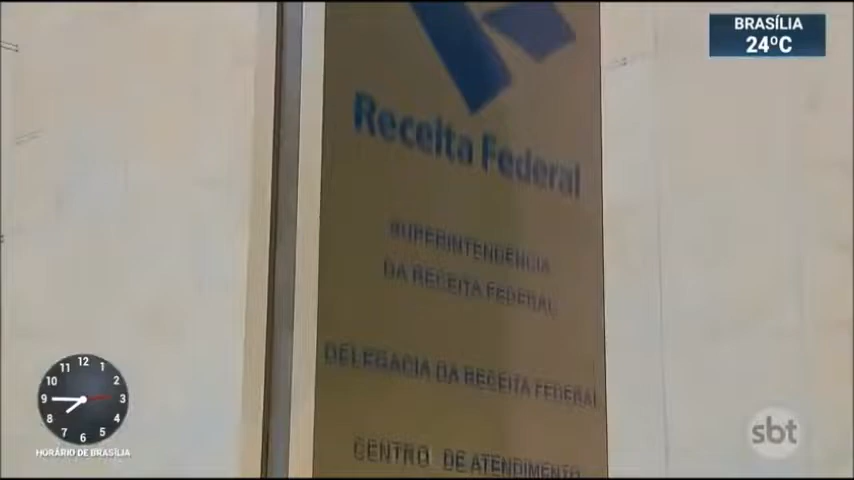 BRASÍLIA
24ºC
Receita Federal
SUPERINTENDÊNCIA
DA RECEITA FEDERAL
DELEGACIA DA RECEITA FEDERAL
CENTRO DE ATENDIMENTO
12
11 1
10 2
9 3
8 4
7 5
6
HORÁRIO DE BRASÍLIA
sbt